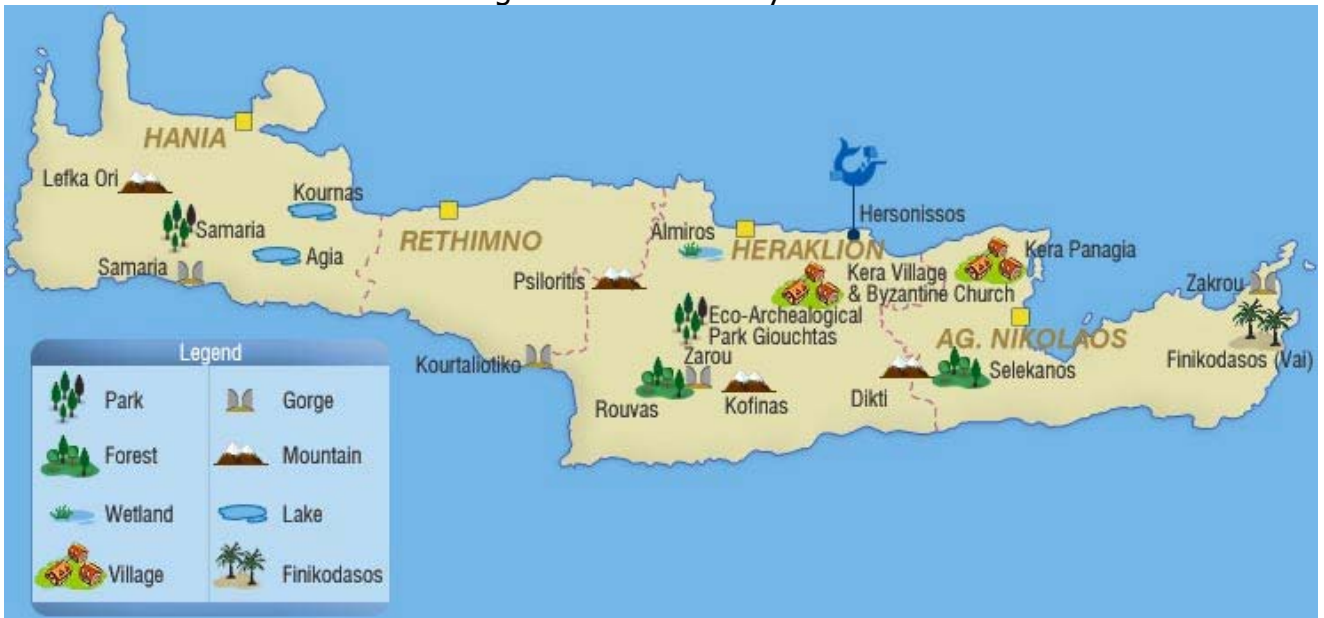 HANIA
Lefka Ori
Kournas
Samaria
Agia
Samaria
RETHIMNO
Psiloritis
Kourtaliotiko
Almiros
HERAKLION
Hersonissos
Kera Village
& Byzantine Church
Kera Panagia
Eco-Archealogical
Park Giouchtas
Zarou
Rouvas
Kofinas
Dikti
AG. NIKOLAOS
Selekanos
Zakrou
Finikodasos (Vai)
Legend
Park
Gorge
Forest
Mountain
Wetland
Lake
Village
Finikodasos